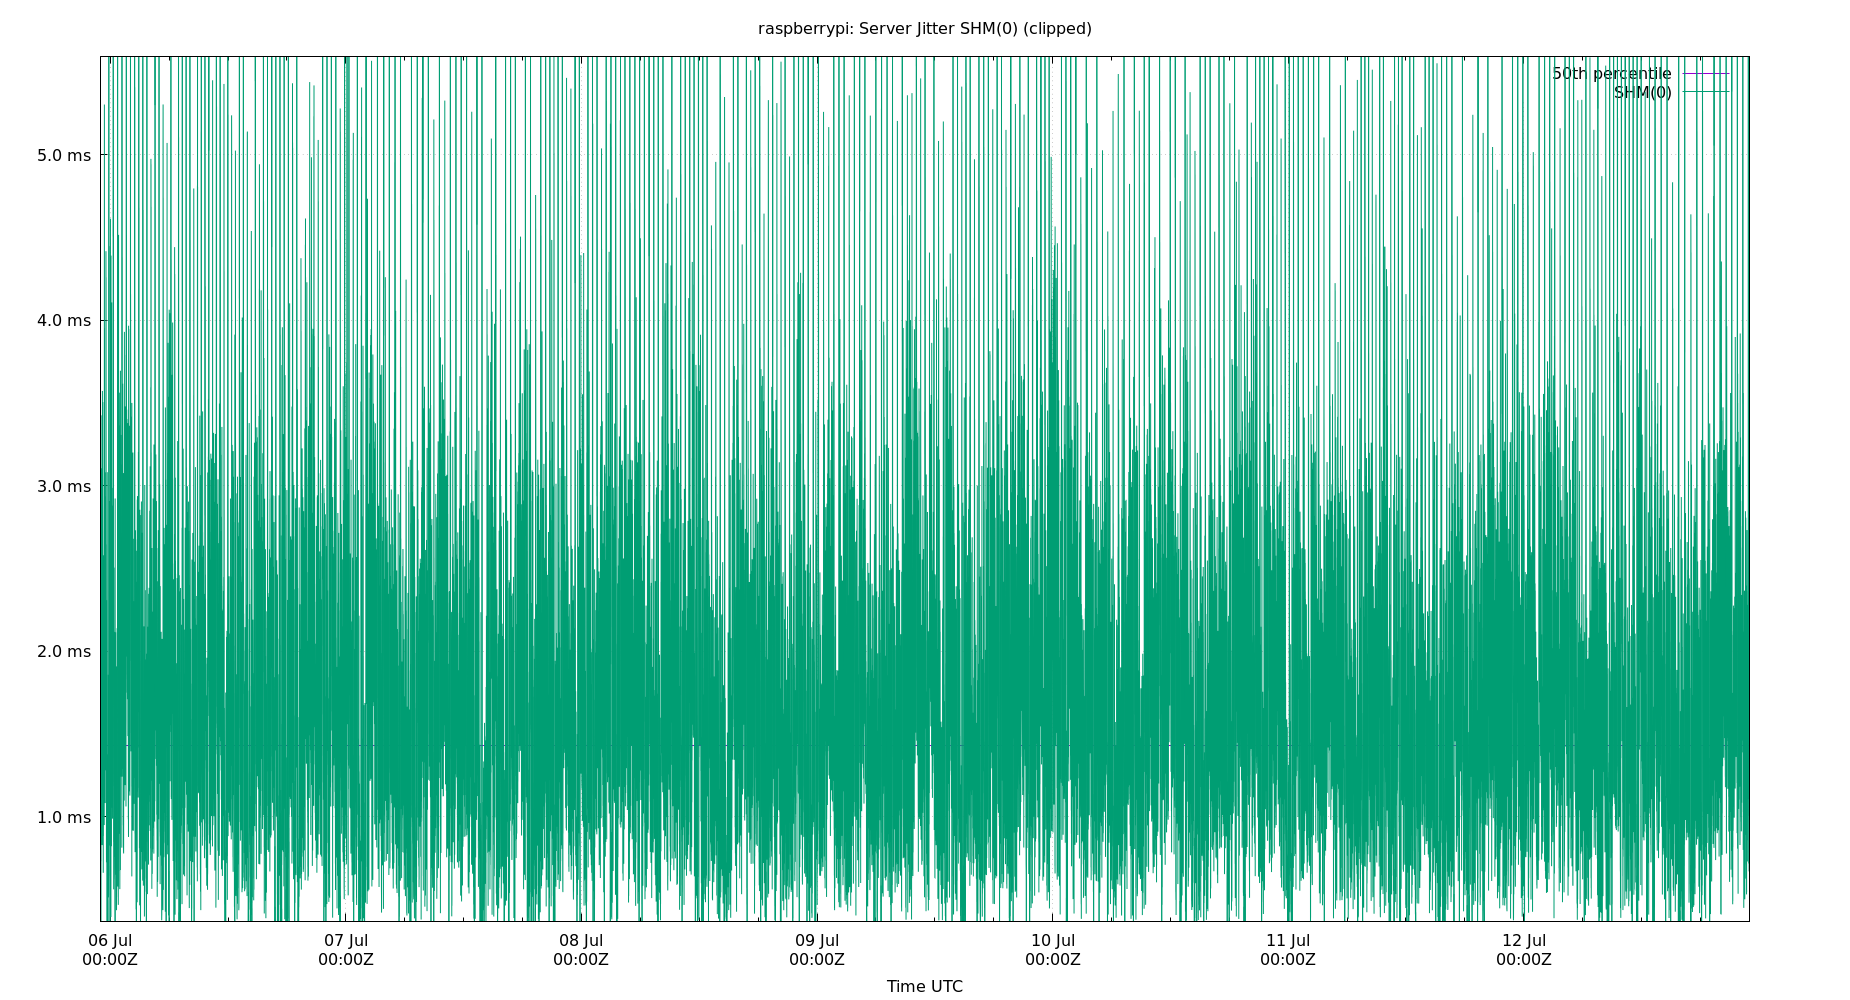 raspberrypi: Server Jitter SHM(0) (clipped)
50th percentile
SHM(0)
5.0 ms
4.0 ms
3.0 ms
2.0 ms
1.0 ms
06 Jul 07 Jul 08 Jul 09 Jul 10 Jul 11 Jul 12 Jul
00:00Z 00:00Z 00:00Z 00:00Z 00:00Z 00:00Z 00:00Z
Time UTC